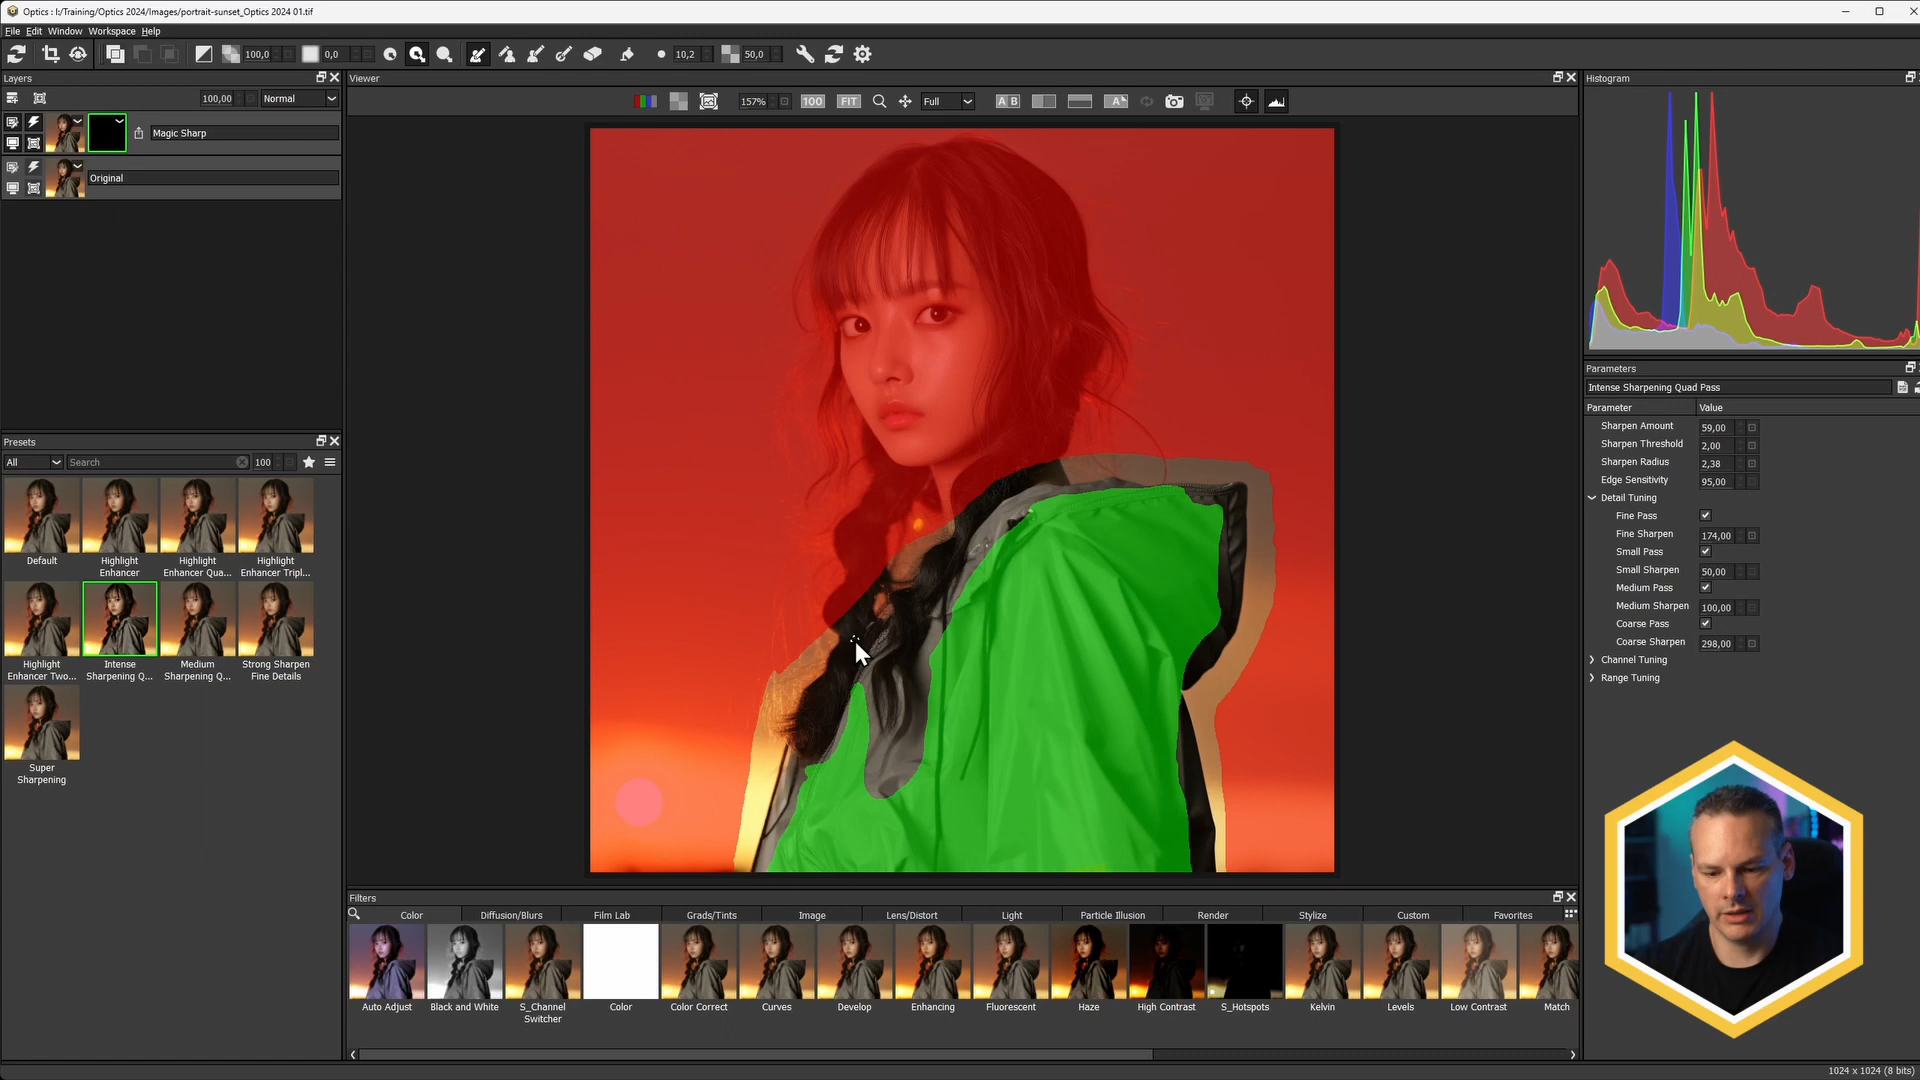 Optics : I:/Training/Optics 2024/Images/portrait-sunset_Optics 2024 01.tif
File Edit Window Workspace Help
100,0 0,0 10,2 50,0
Layers
100,00 Normal
Magic Sharp
Original
Presets
All Search 100
Default
Highlight Enhancer
Highlight Enhancer Qua...
Highlight Enhancer Tripl...
Highlight Enhancer Two...
Intense Sharpening Q...
Medium Sharpening Q...
Strong Sharpen Fine Details
Super Sharpening
Viewer
157% 100 FIT Full A B A
Filters
Color Diffusion/Blurs Film Lab Grads/Tints Image Lens/Distort Light Particle Illusion Render Stylize Custom Favorites
Auto Adjust
Black and White
S_Channel Switcher
Color
Color Correct
Curves
Develop
Enhancing
Fluorescent
Haze
High Contrast
S_Hotspots
Kelvin
Levels
Low Contrast
Match
Histogram
Parameters
Intense Sharpening Quad Pass
Parameter Value
Sharpen Amount 59,00
Sharpen Threshold 2,00
Sharpen Radius 2,38
Edge Sensitivity 95,00
Detail Tuning
Fine Pass
Fine Sharpen 174,00
Small Pass
Small Sharpen 50,00
Medium Pass
Medium Sharpen 100,00
Coarse Pass
Coarse Sharpen 298,00
Channel Tuning
Range Tuning
1024 x 1024 (8 bits)